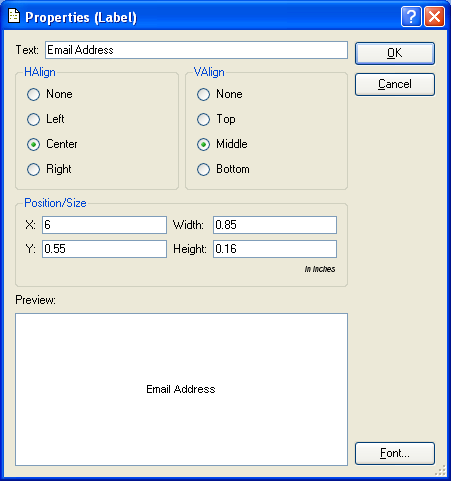 Properties (Label)
Text: Email Address
OK
Cancel
HAlign
None
Left
Center
Right
VAlign
None
Top
Middle
Bottom
Position/Size
X: 6 Width: 0.85
Y: 0.55 Height: 0.16
in inches
Preview:
Email Address
Font...